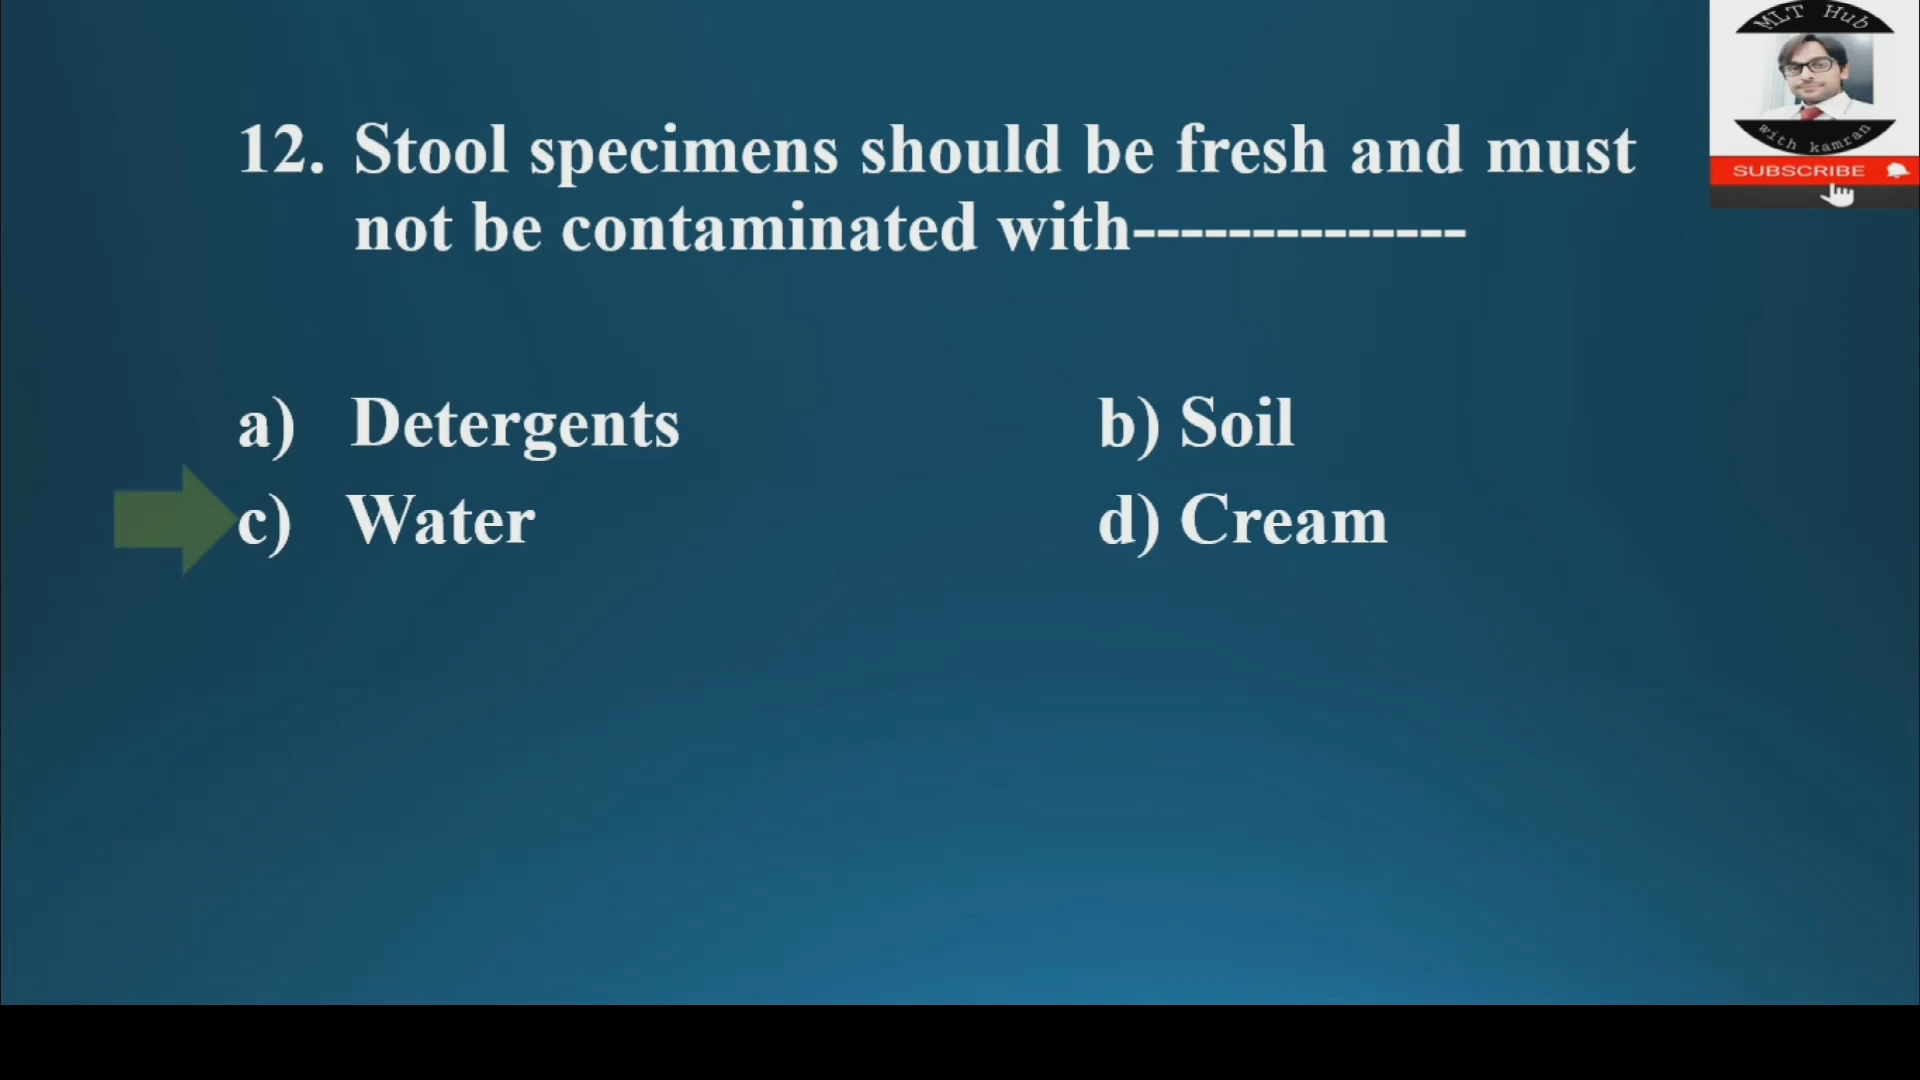 MLT Hub
with kamran
SUBSCRIBE
12. Stool specimens should be fresh and must
not be contaminated with--------------
a) Detergents b) Soil
c) Water d) Cream